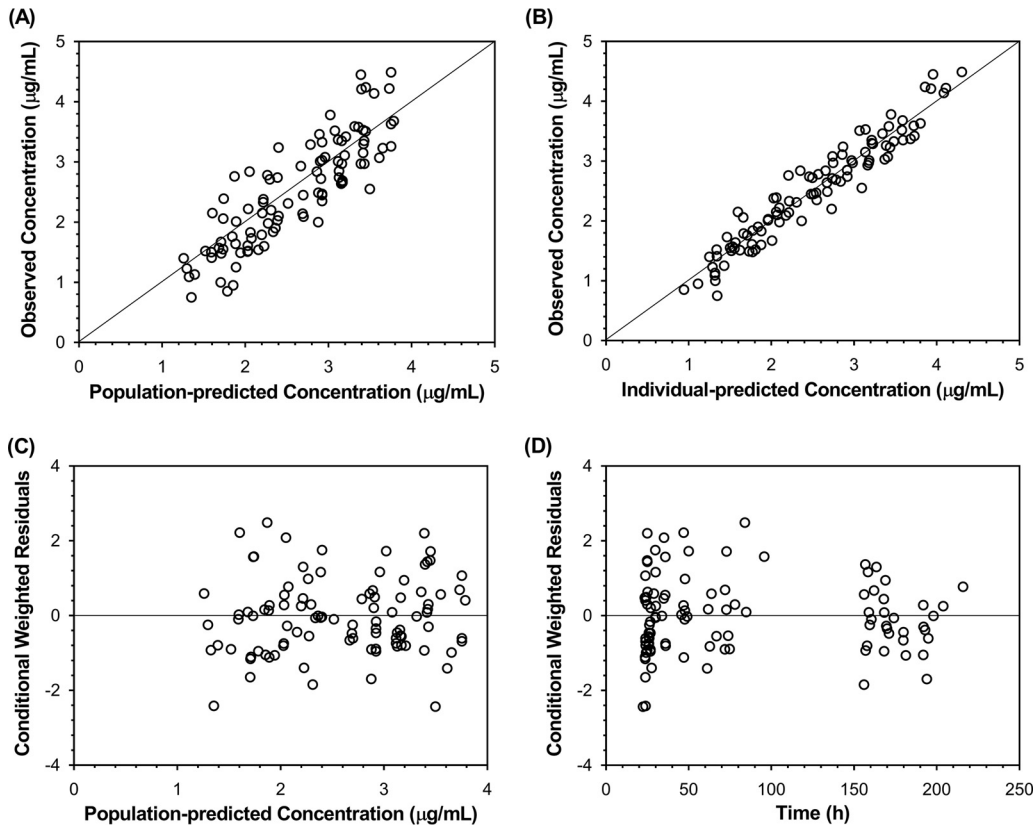 (A)
Observed Concentration (μg/mL)
5
4
3
2
1
0
0 1 2 3 4 5
Population-predicted Concentration (μg/mL)
(B)
Observed Concentration (μg/mL)
5
4
3
2
1
0
0 1 2 3 4 5
Individual-predicted Concentration (μg/mL)
(C)
Conditional Weighted Residuals
4
2
0
-2
-4
0 1 2 3 4
Population-predicted Concentration (μg/mL)
(D)
Conditional Weighted Residuals
4
2
0
-2
-4
0 50 100 150 200 250
Time (h)